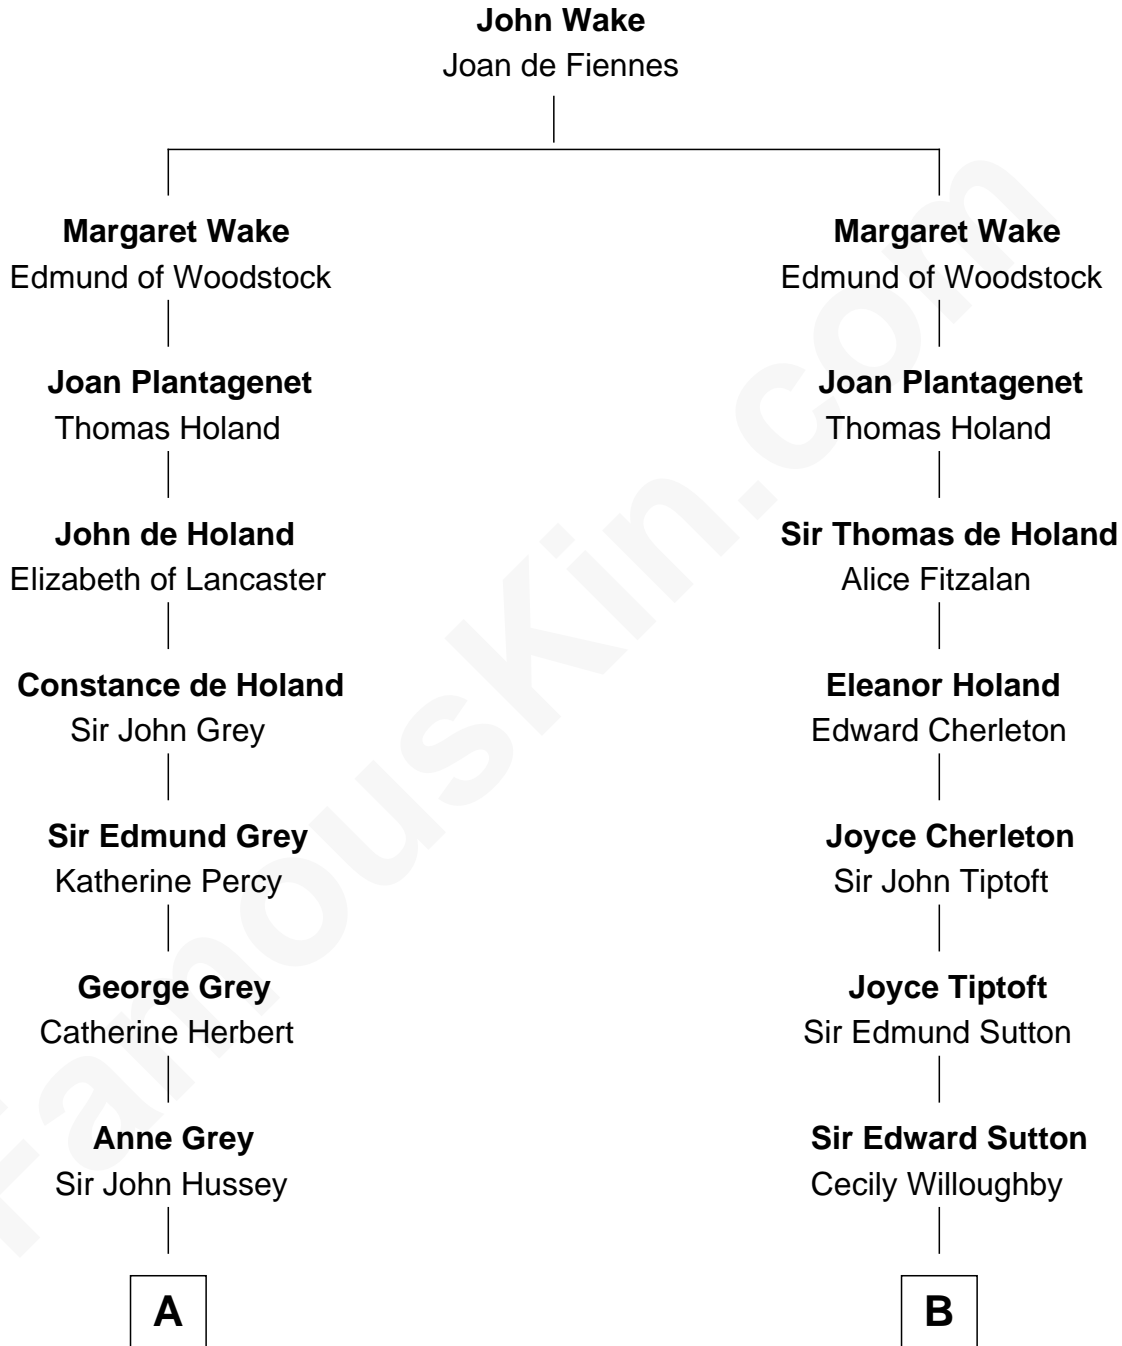 John Wake
Joan de Fiennes
Margaret Wake
Edmund of Woodstock
Joan Plantagenet
Thomas Holand
John de Holand
Elizabeth of Lancaster
Constance de Holand
Sir John Grey
Sir Edmund Grey
Katherine Percy
George Grey
Catherine Herbert
Anne Grey
Sir John Hussey
A
Margaret Wake
Edmund of Woodstock
Joan Plantagenet
Thomas Holand
Sir Thomas de Holand
Alice Fitzalan
Eleanor Holand
Edward Cherleton
Joyce Cherleton
Sir John Tiptoft
Joyce Tiptoft
Sir Edmund Sutton
Sir Edward Sutton
Cecily Willoughby
B
FamousKin.com